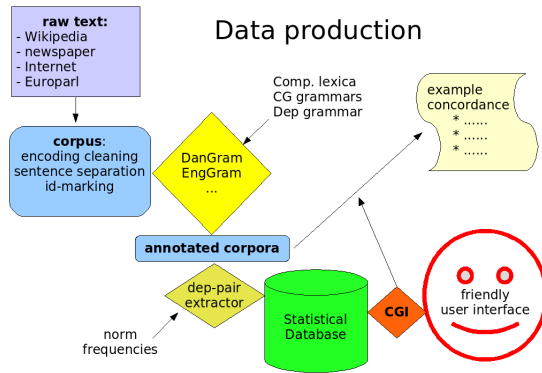 Data production
raw text:
- Wikipedia
- newspaper
- Internet
- Europarl
Comp. lexica
CG grammars
Dep grammar
example
concordance
* ......
* ......
* ......
corpus:
encoding cleaning
sentence separation
id-marking
DanGram
EngGram
...
annotated corpora
dep-pair
extractor
norm
frequencies
Statistical
Database
CGI
friendly
user interface